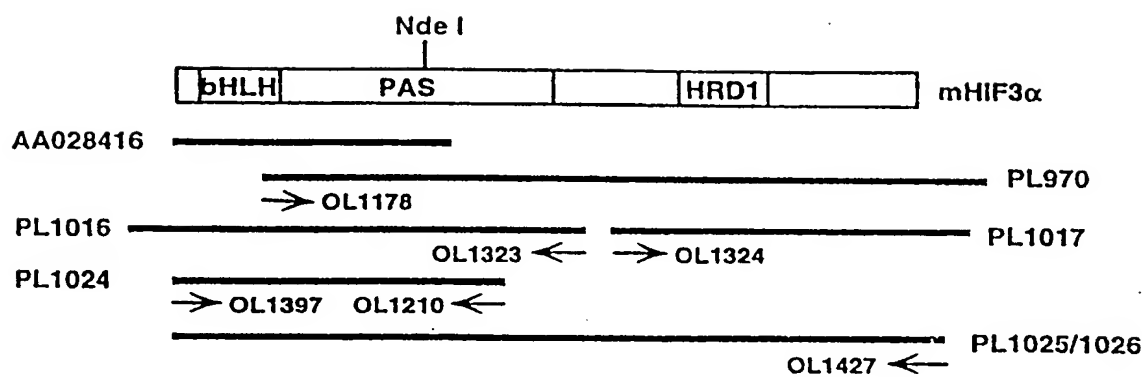 Nde I
bHLH PAS HRD1 mHIF3α
AA028416
OL1178 PL970
PL1016 OL1323 OL1324 PL1017
PL1024
OL1397 OL1210
PL1025/1026
OL1427